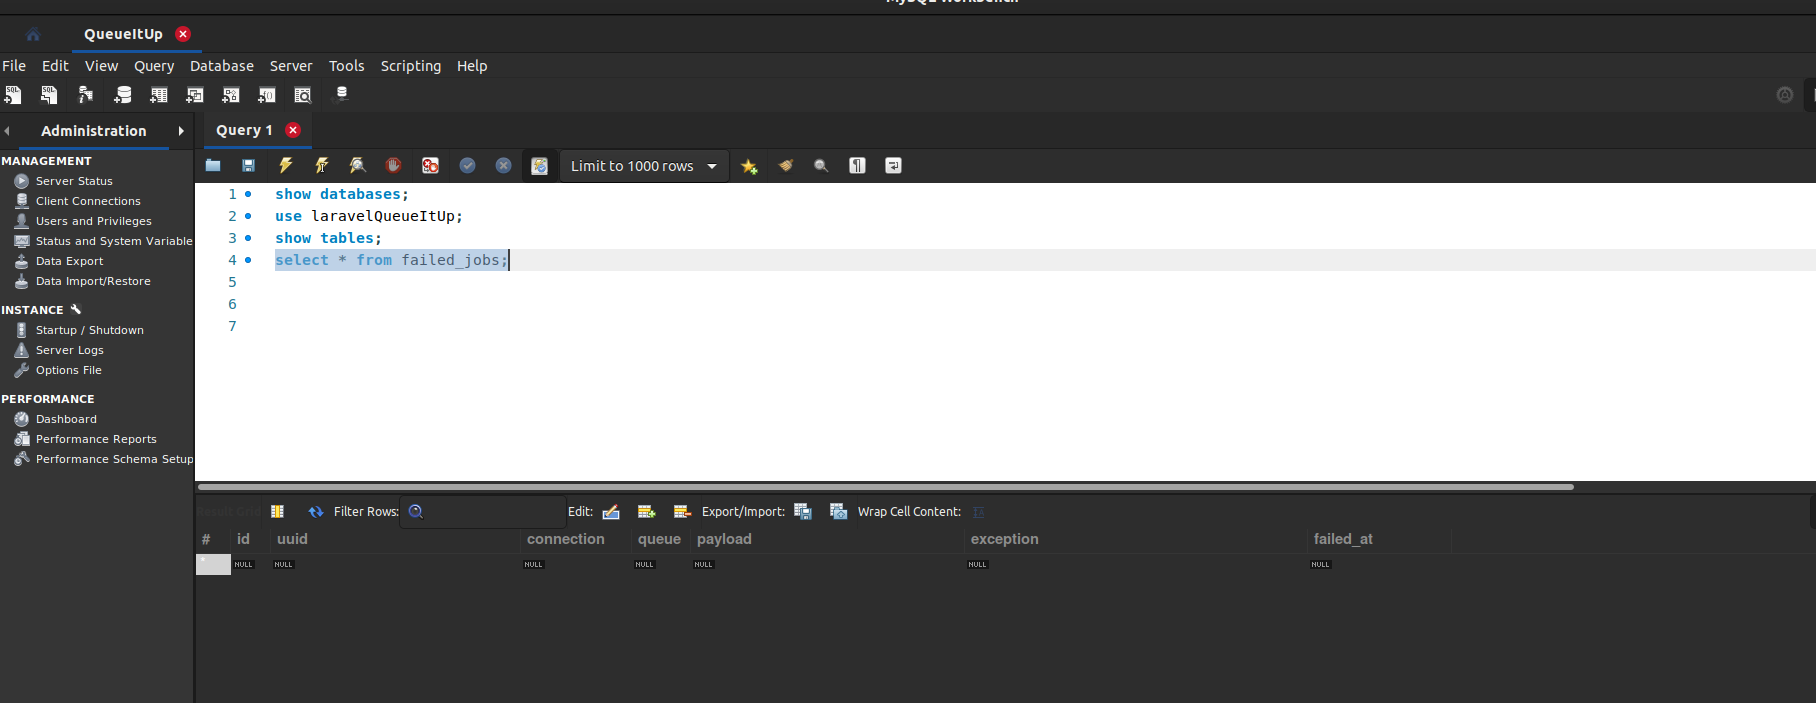 MySQL Workbench
QueueItUp
File Edit View Query Database Server Tools Scripting Help
Administration
Query 1
MANAGEMENT
Server Status
Client Connections
Users and Privileges
Status and System Variable
Data Export
Data Import/Restore
INSTANCE
Startup / Shutdown
Server Logs
Options File
PERFORMANCE
Dashboard
Performance Reports
Performance Schema Setup
Limit to 1000 rows
1 show databases;
2 use laravelQueueItUp;
3 show tables;
4 select * from failed_jobs;
5
6
7
Result Grid Filter Rows: Edit: Export/Import: Wrap Cell Content:
# id uuid connection queue payload exception failed_at
* NULL NULL NULL NULL NULL NULL NULL